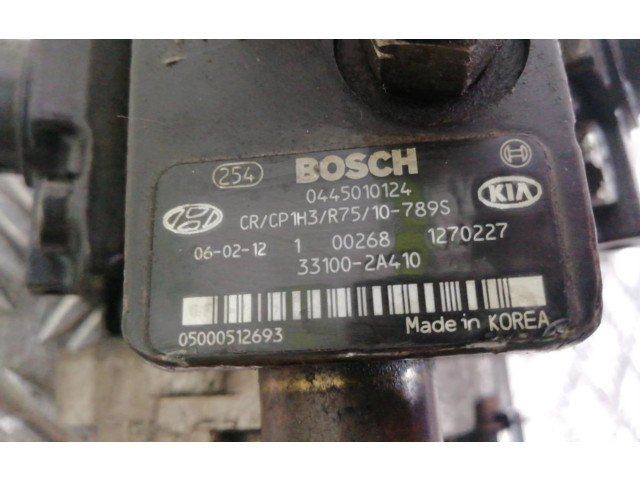 254 BOSCH
0445010124
CR/CP1H3/R75/10-789S KIA
06-02-12 1 00268 1270227
33100-2A410
05000512693 Made in KOREA